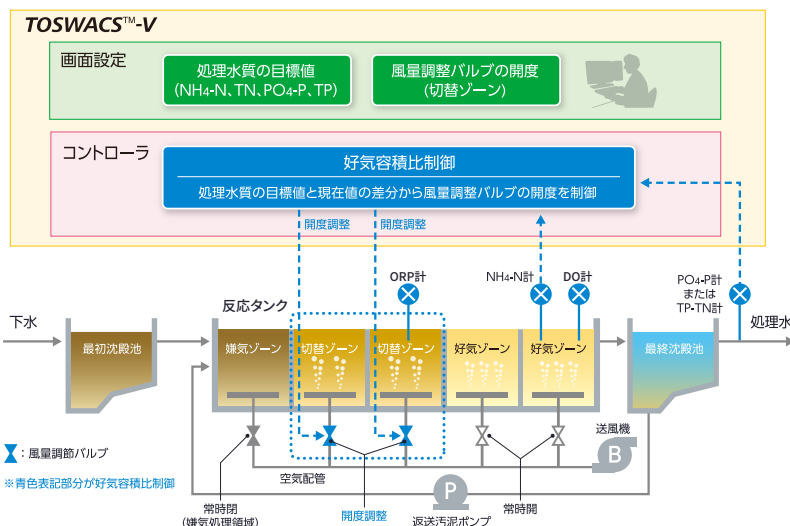 TOSWACS™-V
画面設定
処理水質の目標値
(NH4-N、TN、PO4-P、TP)
風量調整バルブの開度
(切替ゾーン)
コントローラ
好気容積比制御
処理水質の目標値と現在値の差分から風量調整バルブの開度を制御
開度調整
開度調整
ORP計
NH4-N計
DO計
PO4-P計
または
TP-TN計
反応タンク
下水
処理水
最初沈殿池
嫌気ゾーン
切替ゾーン
切替ゾーン
好気ゾーン
好気ゾーン
最終沈殿池
:風量調節バルブ
※青色表記部分が好気容積比制御
空気配管
送風機
B
P
常時閉
(嫌気処理領域)
開度調整
返送汚泥ポンプ
常時開